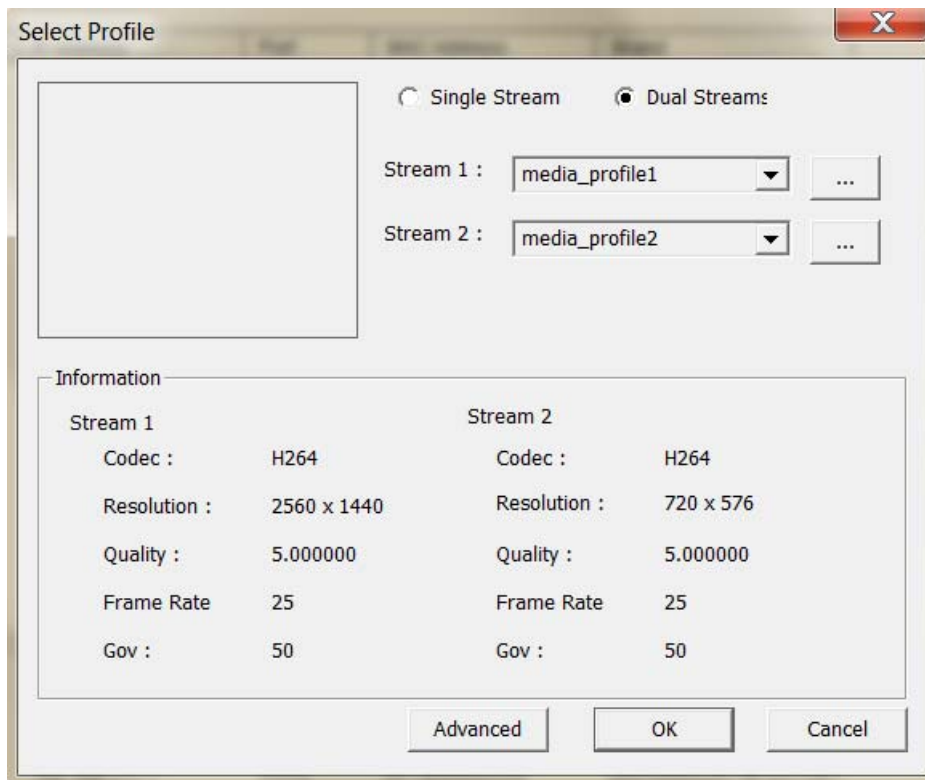 Select Profile
X
Single Stream
Dual Streams
Stream 1 :
media_profile1
...
Stream 2 :
media_profile2
...
Information
Stream 1
Codec : H264
Resolution : 2560 x 1440
Quality : 5.000000
Frame Rate 25
Gov : 50
Stream 2
Codec : H264
Resolution : 720 x 576
Quality : 5.000000
Frame Rate 25
Gov : 50
Advanced
OK
Cancel